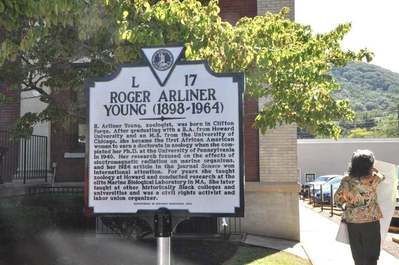 L 17
ROGER ARLINER
YOUNG (1898-1964)
R. Arliner Young, zoologist, was born in Clifton
Forge. After graduating with a B.A. from Howard
University and an M.S. from the University of
Chicago, she became the first African American
woman to earn a doctorate in zoology when she com-
pleted her Ph.D. at the University of Pennsylvania
in 1940. Her research focused on the effects of
electromagnetic radiation on marine organisms,
and her 1924 article in the journal Science won
international attention. For years she taught
zoology at Howard and conducted research at the
elite Marine Biological Laboratory in MA. She later
taught at other historically Black colleges and
universities and was a civil rights activist and
labor union organizer.
DEPARTMENT OF HISTORIC RESOURCES,